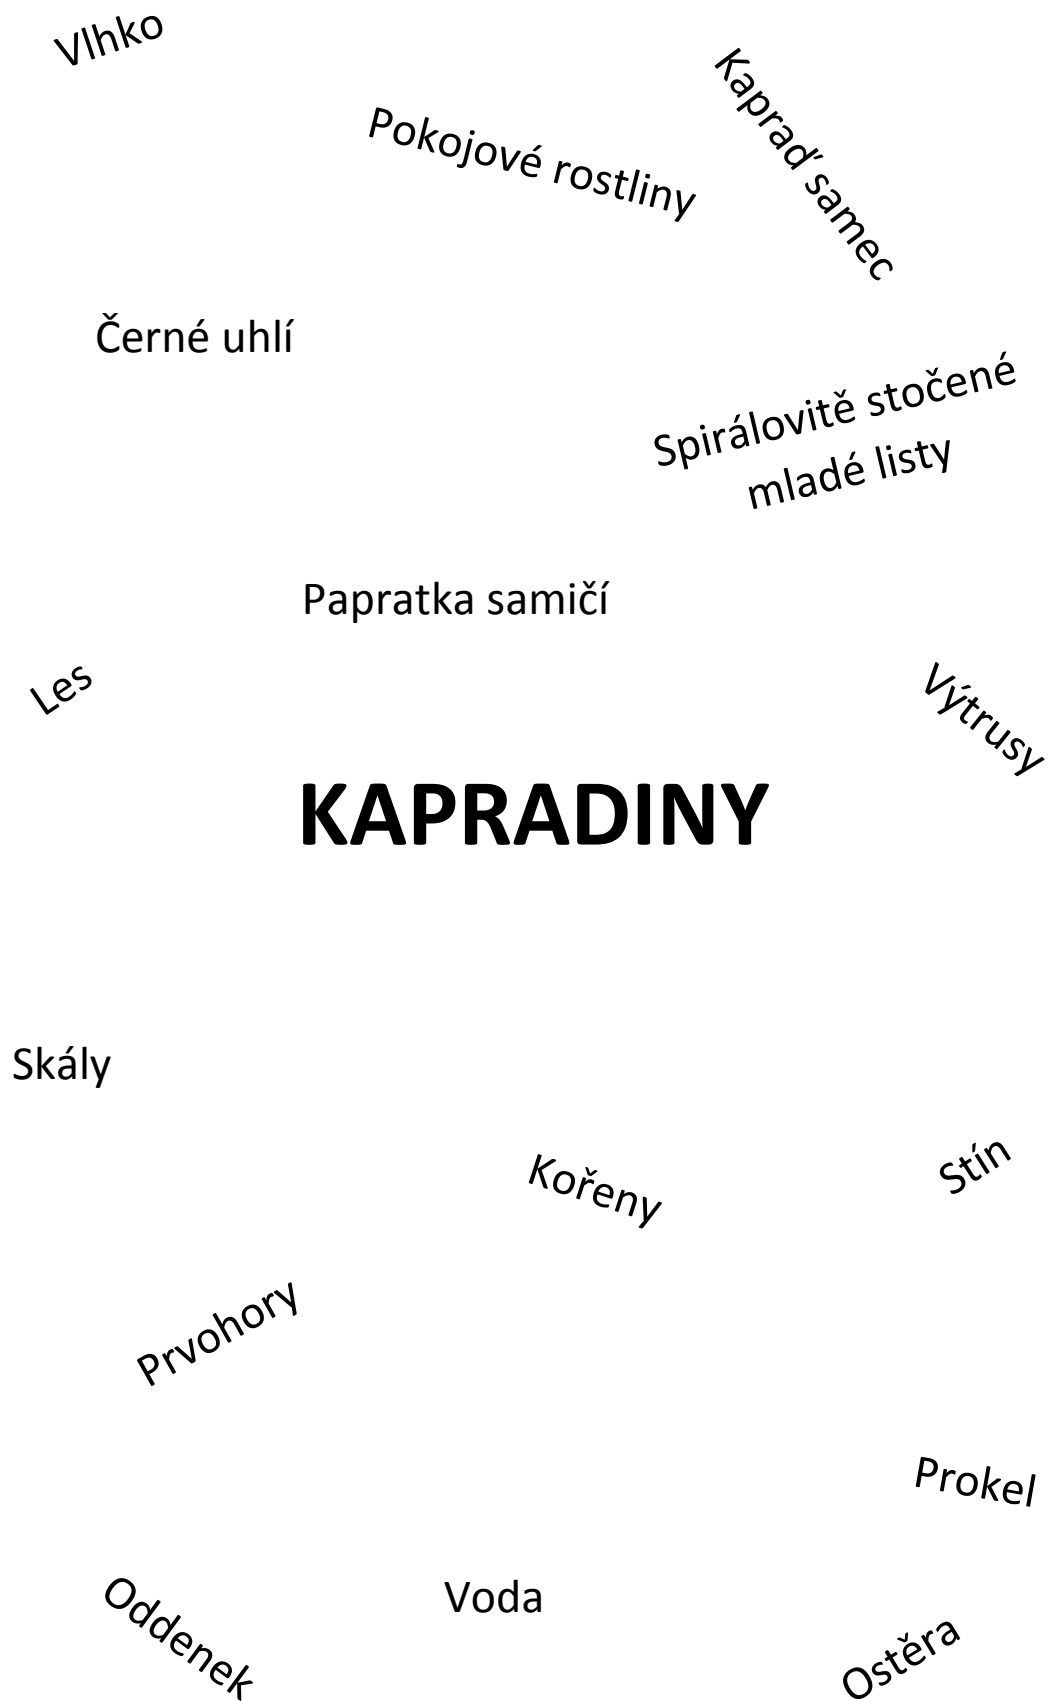 Vlhko
Kapraď samec
Pokojové rostliny
Černé uhlí
Spirálovitě stočené
mladé listy
Papratka samičí
Les
Výtrusy
KAPRADINY
Skály
Stín
Kořeny
Prvohory
Prokel
Oddenek
Voda
Ostěra